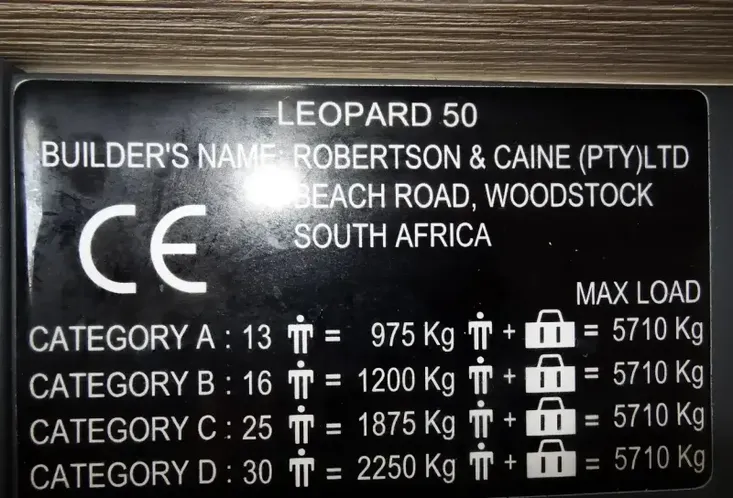 LEOPARD 50
BUILDER'S NAME: ROBERTSON & CAINE (PTY)LTD
BEACH ROAD, WOODSTOCK
SOUTH AFRICA
CE
MAX LOAD
CATEGORY A : 13 = 975 Kg + = 5710 Kg
CATEGORY B : 16 = 1200 Kg + = 5710 Kg
CATEGORY C : 25 = 1875 Kg + = 5710 Kg
CATEGORY D : 30 = 2250 Kg + = 5710 Kg